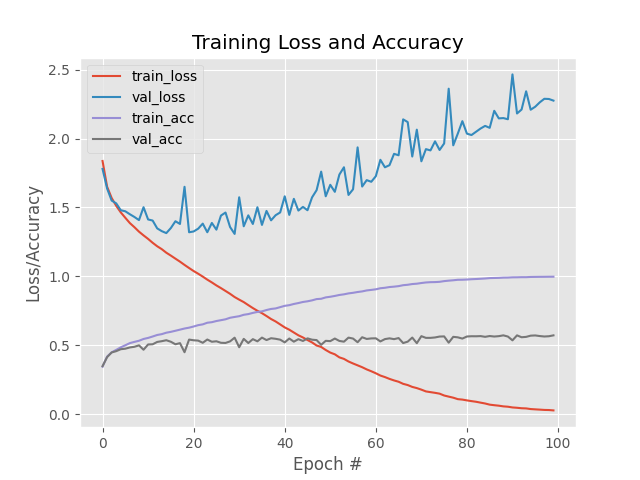 Training Loss and Accuracy
train_loss
val_loss
train_acc
val_acc
Loss/Accuracy
2.5
2.0
1.5
1.0
0.5
0.0
0 20 40 60 80 100
Epoch #